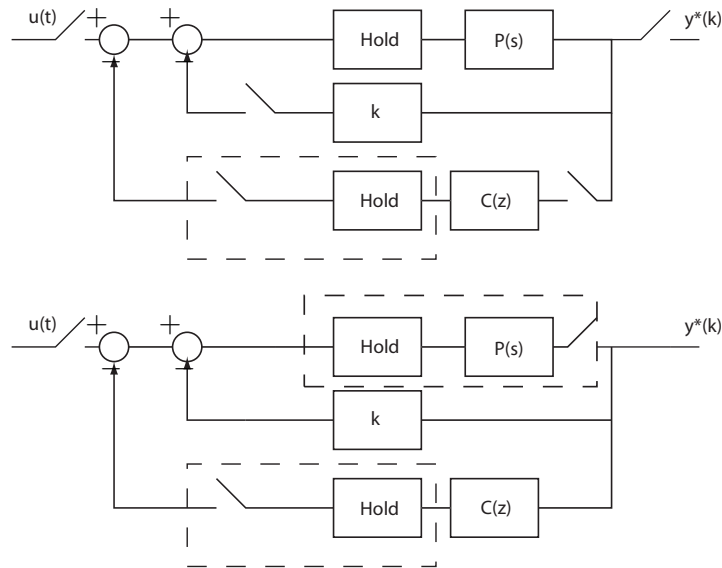 u(t) + + Hold P(s) y*(k)
k
Hold C(z)
u(t) + + Hold P(s) y*(k)
k
Hold C(z)